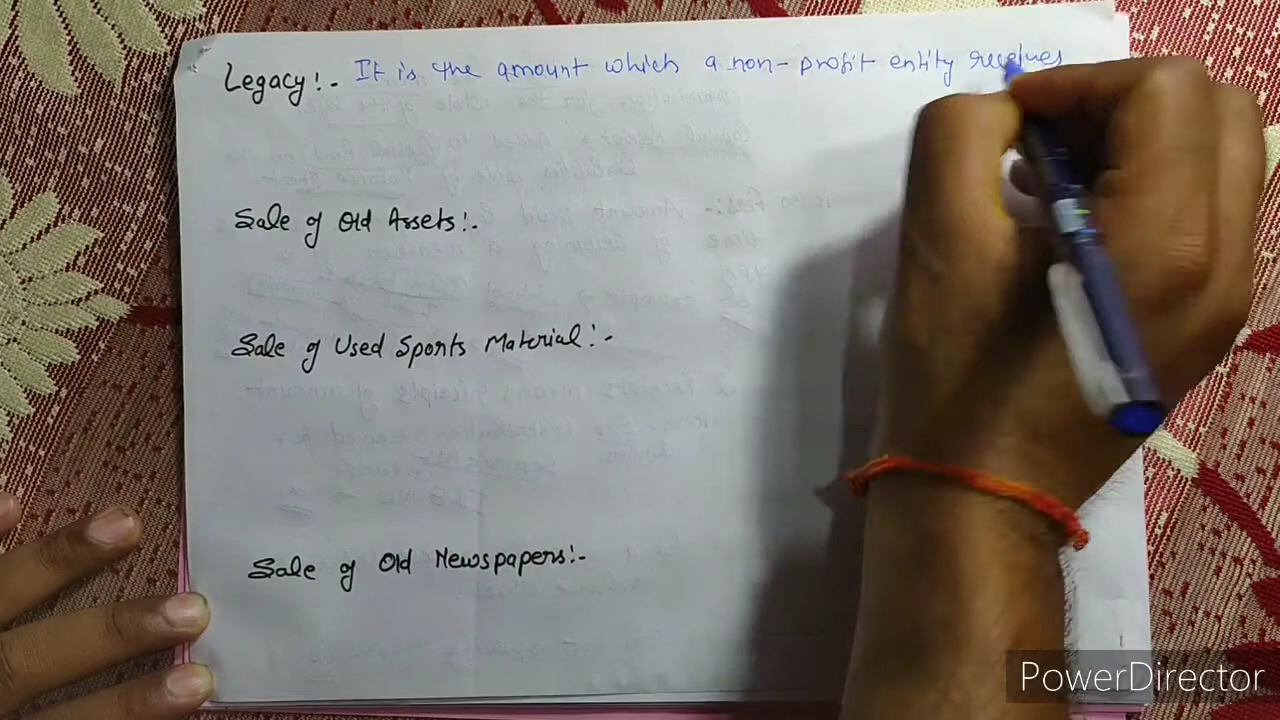 Legacy:- It is the amount which a non-profit entity receives
Sale of Old Assets:-
Sale of Used Sports Material:-
Sale of Old Newspapers:-
PowerDirector